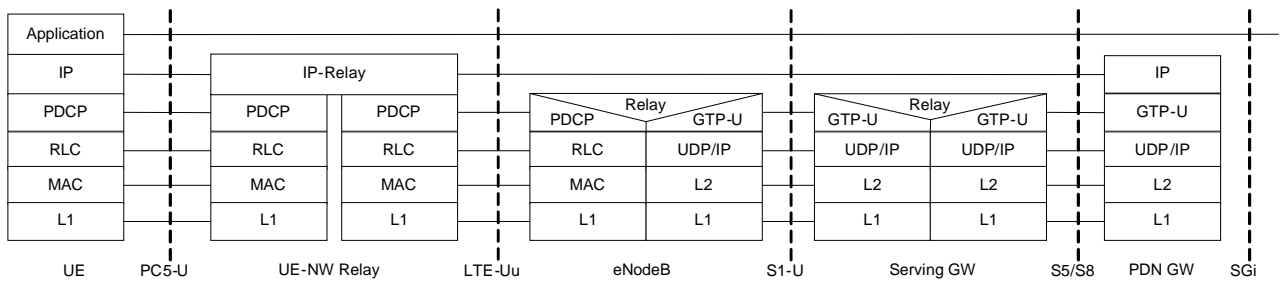 Application
IP
IP-Relay
IP
PDCP
PDCP
PDCP
Relay
PDCP
GTP-U
Relay
GTP-U
GTP-U
GTP-U
RLC
RLC
RLC
RLC
UDP/IP
UDP/IP
UDP/IP
UDP/IP
MAC
MAC
MAC
MAC
L2
L2
L2
L2
L1
L1
L1
L1
L1
L1
L1
L1
UE
PC5-U
UE-NW Relay
LTE-Uu
eNodeB
S1-U
Serving GW
S5/S8
PDN GW
SGi